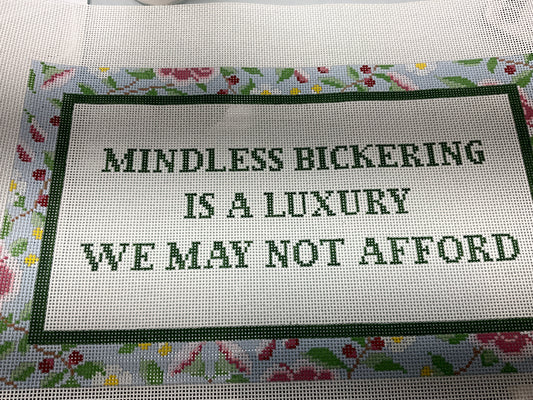 MINDLESS BICKERING
IS A LUXURY
WE MAY NOT AFFORD